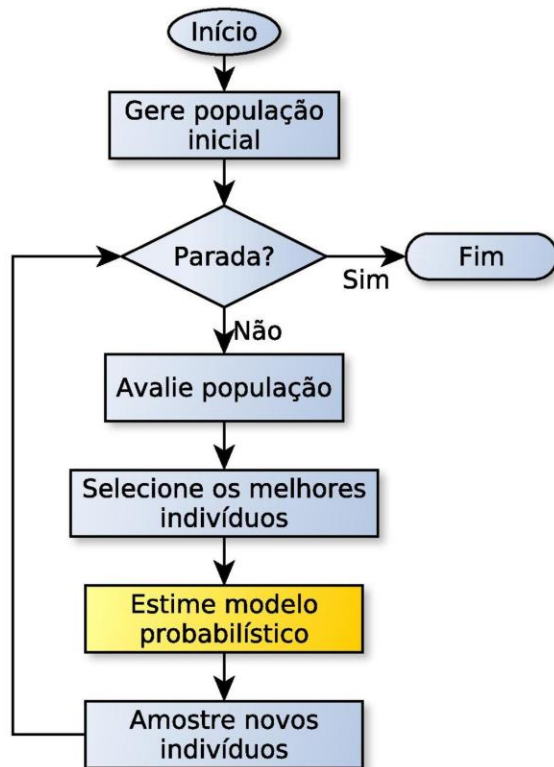 Início
Gere população
inicial
Parada?
Sim
Fim
Não
Avalie população
Selecione os melhores
indivíduos
Estime modelo
probabilístico
Amostre novos
indivíduos